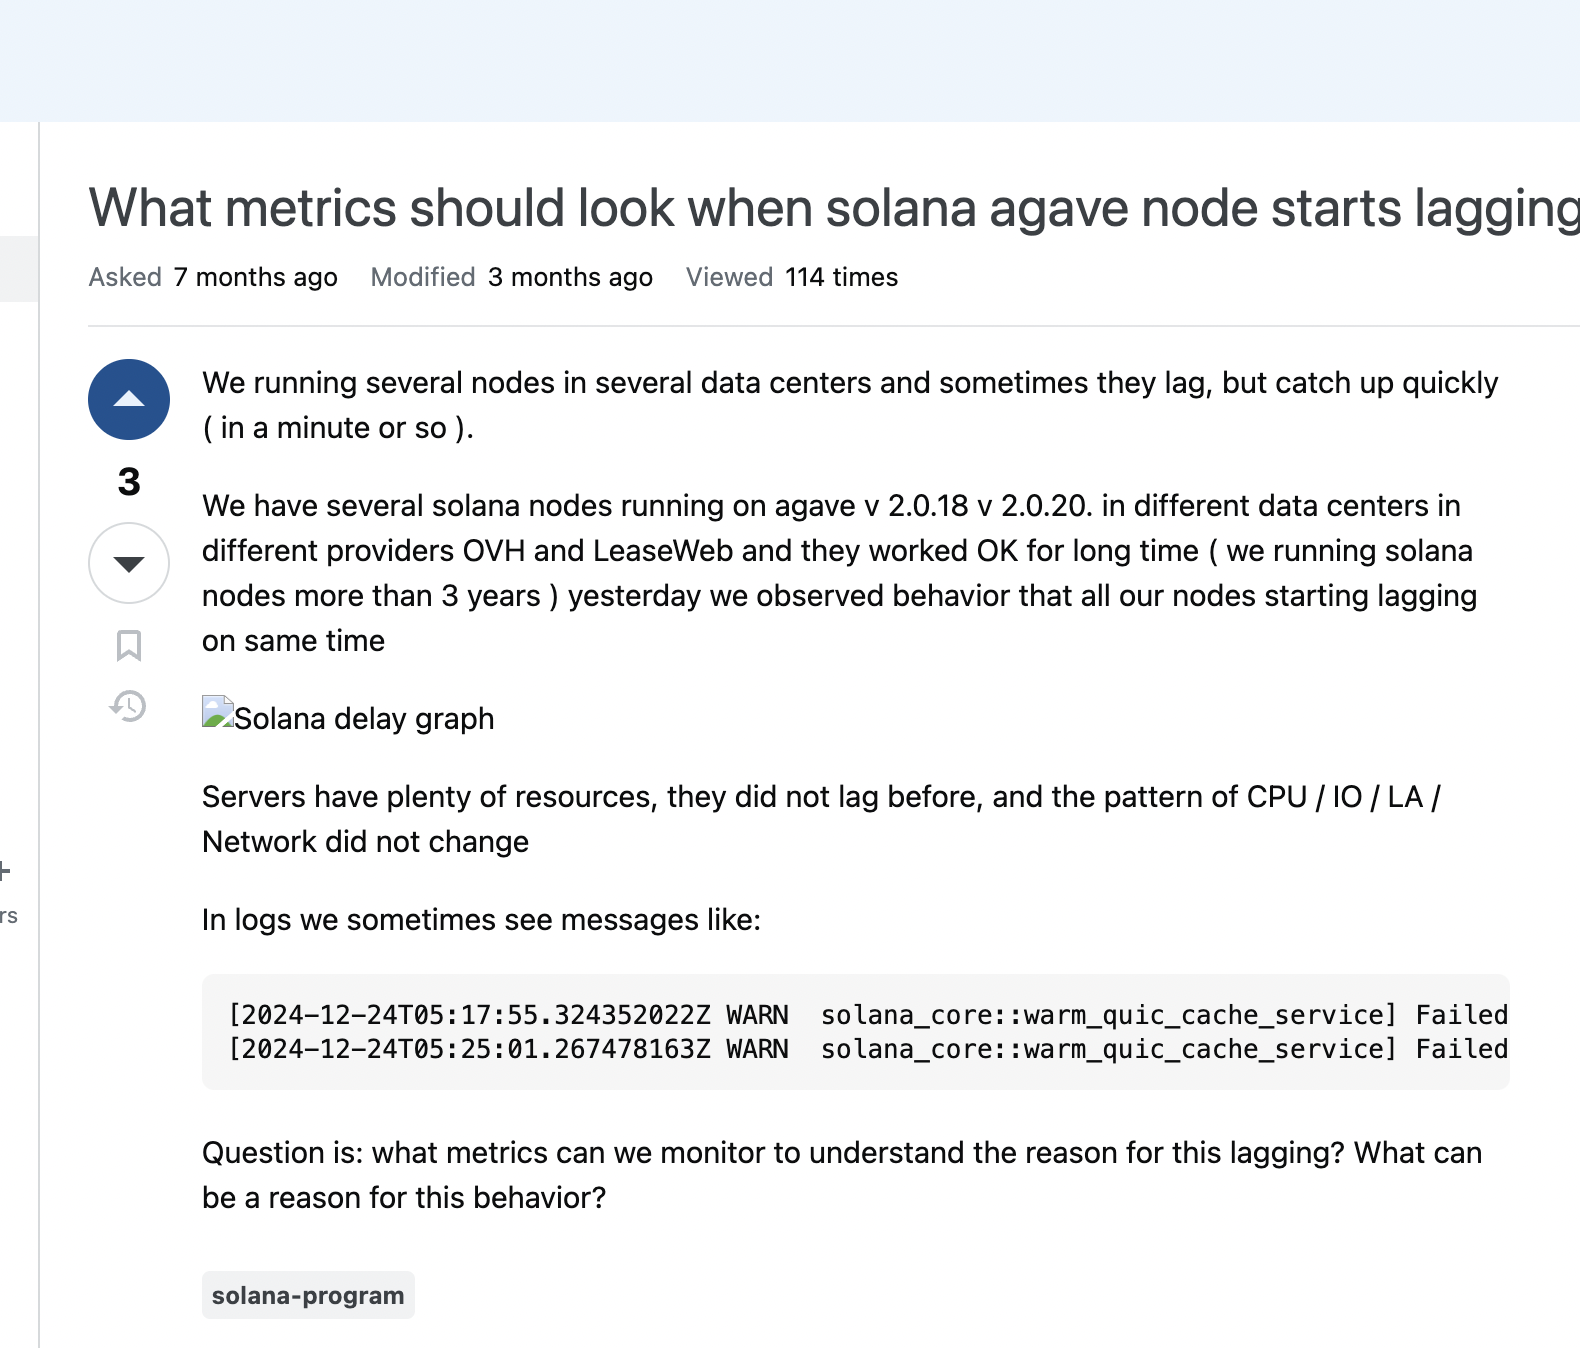 What metrics should look when solana agave node starts lagging
Asked 7 months ago Modified 3 months ago Viewed 114 times
We running several nodes in several data centers and sometimes they lag, but catch up quickly
( in a minute or so ).
3
We have several solana nodes running on agave v 2.0.18 v 2.0.20. in different data centers in
different providers OVH and LeaseWeb and they worked OK for long time ( we running solana
nodes more than 3 years ) yesterday we observed behavior that all our nodes starting lagging
on same time
Solana delay graph
Servers have plenty of resources, they did not lag before, and the pattern of CPU / IO / LA /
Network did not change
rs
In logs we sometimes see messages like:
[2024-12-24T05:17:55.324352022Z WARN  solana_core::warm_quic_cache_service] Failed
[2024-12-24T05:25:01.267478163Z WARN  solana_core::warm_quic_cache_service] Failed
Question is: what metrics can we monitor to understand the reason for this lagging? What can
be a reason for this behavior?
solana-program